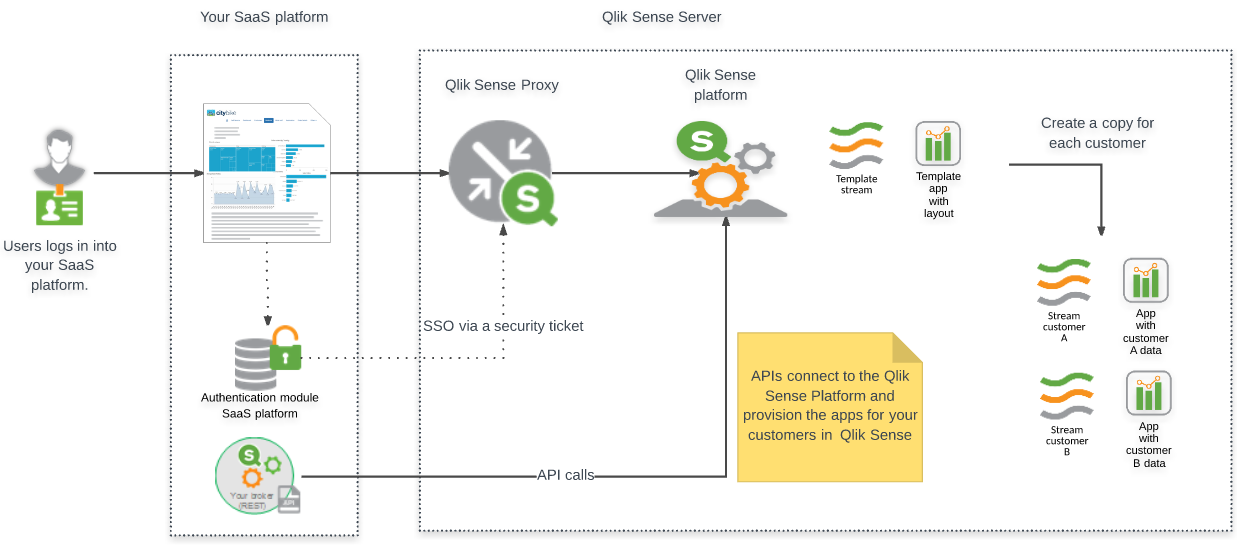 Your SaaS platform
Qlik Sense Server
Qlik Sense Proxy
Qlik Sense
platform
Create a copy for
each customer
citybike
Template
stream
Template
app
with
layout
Users logs in into
your SaaS
platform.
SSO via a security ticket
Stream
customer
A
App
with
customer
A data
Authentication module
SaaS platform
APIs connect to the Qlik
Sense Platform and
provision the apps for your
customers in Qlik Sense
Stream
customer
B
App
with
customer
B data
Your broker
(REST)
API
API calls